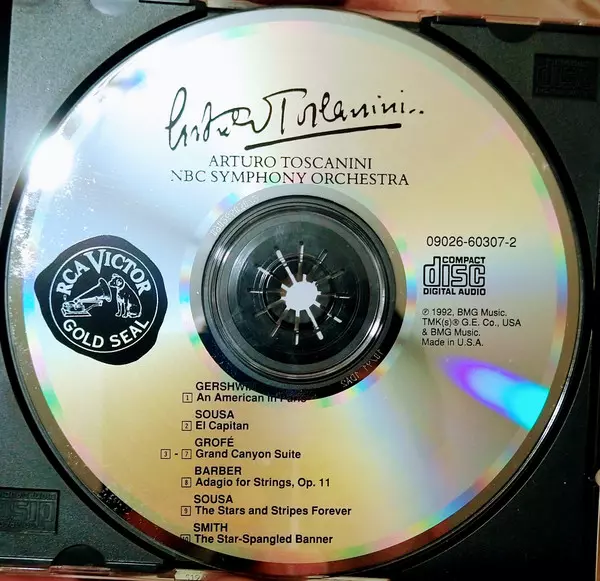 Arturo Toscanini
ARTURO TOSCANINI
NBC SYMPHONY ORCHESTRA
09026-60307-2
COMPACT
disc
DIGITAL AUDIO
RCA VICTOR
GOLD SEAL
℗ 1992, BMG Music.
TMK(s)® G.E. Co., USA
& BMG Music.
Made in U.S.A.
GERSHWIN
1 An American in Paris
SOUSA
2 El Capitan
GROFÉ
3 - 7 Grand Canyon Suite
BARBER
8 Adagio for Strings, Op. 11
SOUSA
9 The Stars and Stripes Forever
SMITH
10 The Star-Spangled Banner